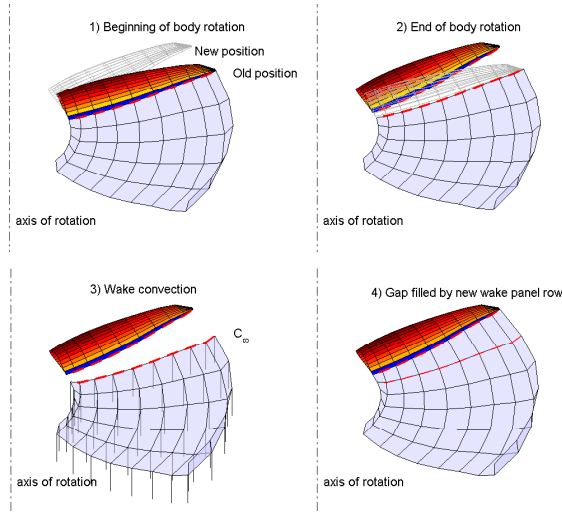 1) Beginning of body rotation
New position
Old position
axis of rotation
2) End of body rotation
axis of rotation
3) Wake convection
C∞
axis of rotation
4) Gap filled by new wake panel row
axis of rotation